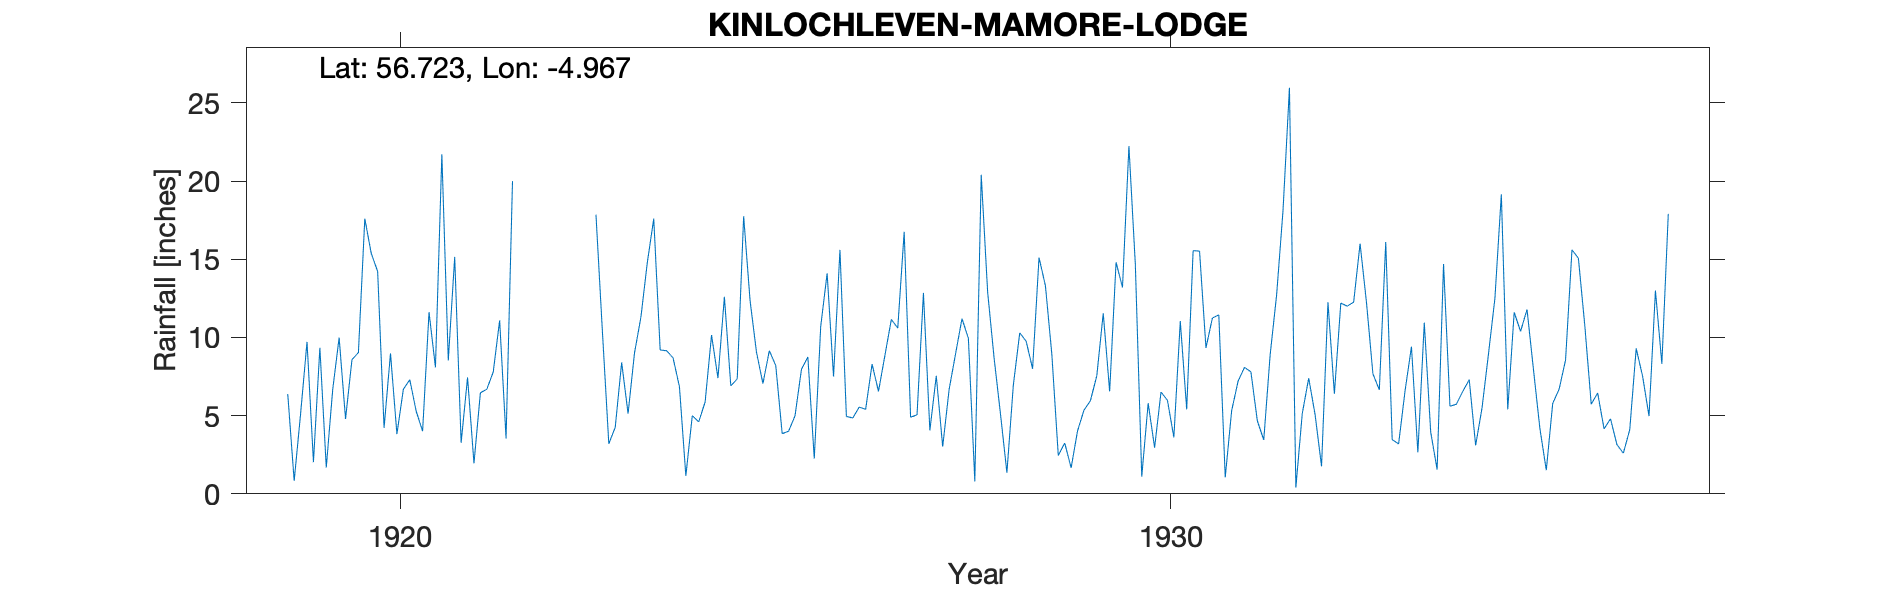 KINLOCHLEVEN-MAMORE-LODGE
Lat: 56.723, Lon: -4.967
Rainfall [inches]
25
20
15
10
5
0
1920 1930
Year